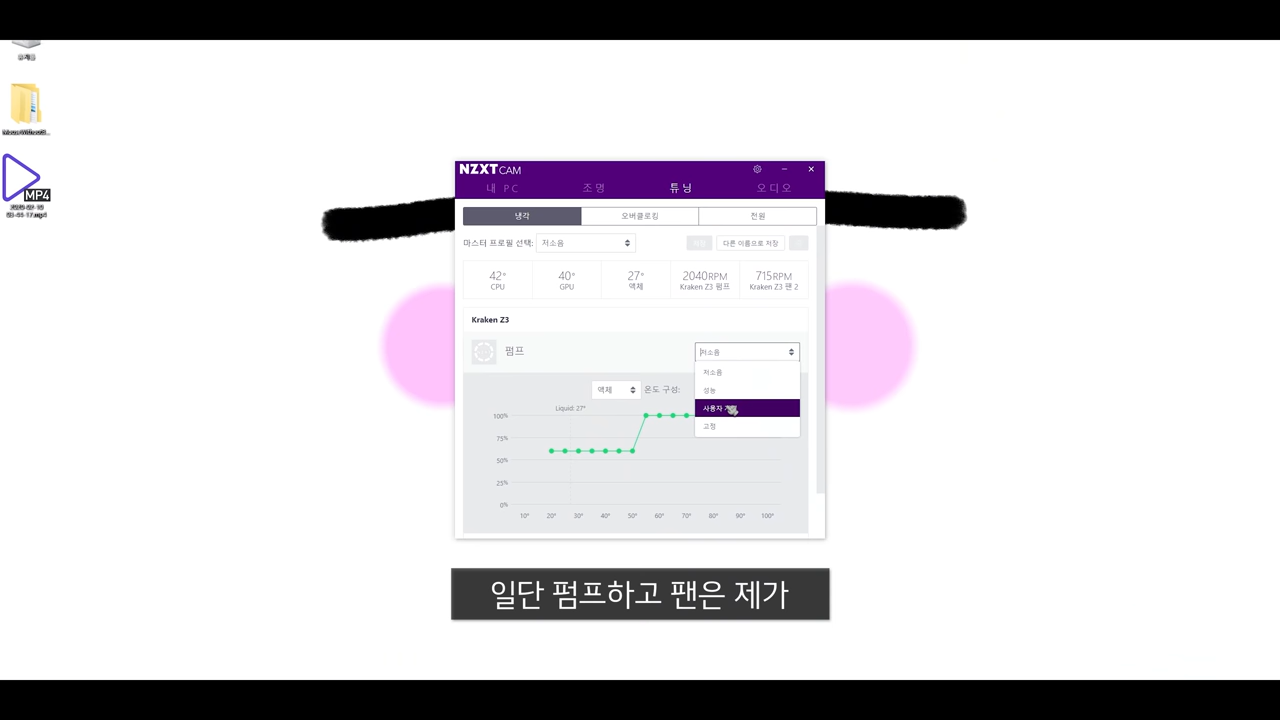 NZXT CAM
내 PC 조명 튜닝 오디오
냉각 오버클로킹 전원
마스터 프로필 선택: 저소음 저장 다른 이름으로 저장
42° 40° 27° 2040RPM 715RPM
CPU GPU 액체 Kraken Z3 펌프 Kraken Z3 팬 2
Kraken Z3
펌프 저소음
저소음
성능
사용자
고정
액체 온도 구성:
Liquid: 27°
100%
75%
50%
25%
0%
10° 20° 30° 40° 50° 60° 70° 80° 90° 100°
MP4
일단 펌프하고 팬은 제가